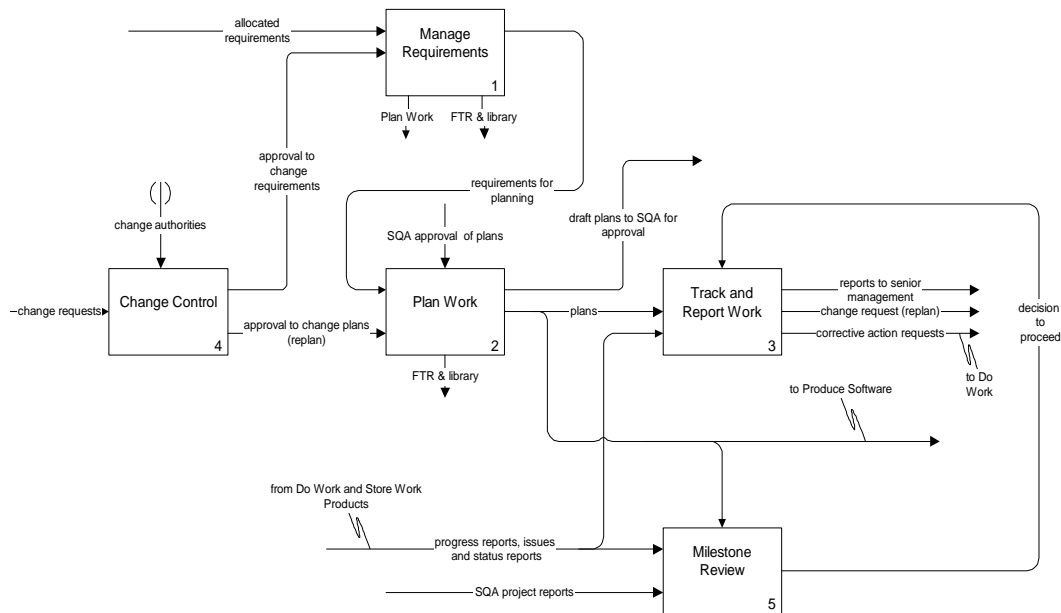 allocated
requirements
Manage
Requirements
1
Plan Work
FTR & library
approval to
change
requirements
requirements for
planning
draft plans to SQA for
approval
change authorities
SQA approval of plans
change requests
Change Control
4
approval to change plans
(replan)
Plan Work
2
FTR & library
plans
Track and
Report Work
3
reports to senior
management
change request (replan)
corrective action requests
decision
to
proceed
to Do
Work
to Produce Software
from Do Work and Store Work
Products
progress reports, issues
and status reports
SQA project reports
Milestone
Review
5